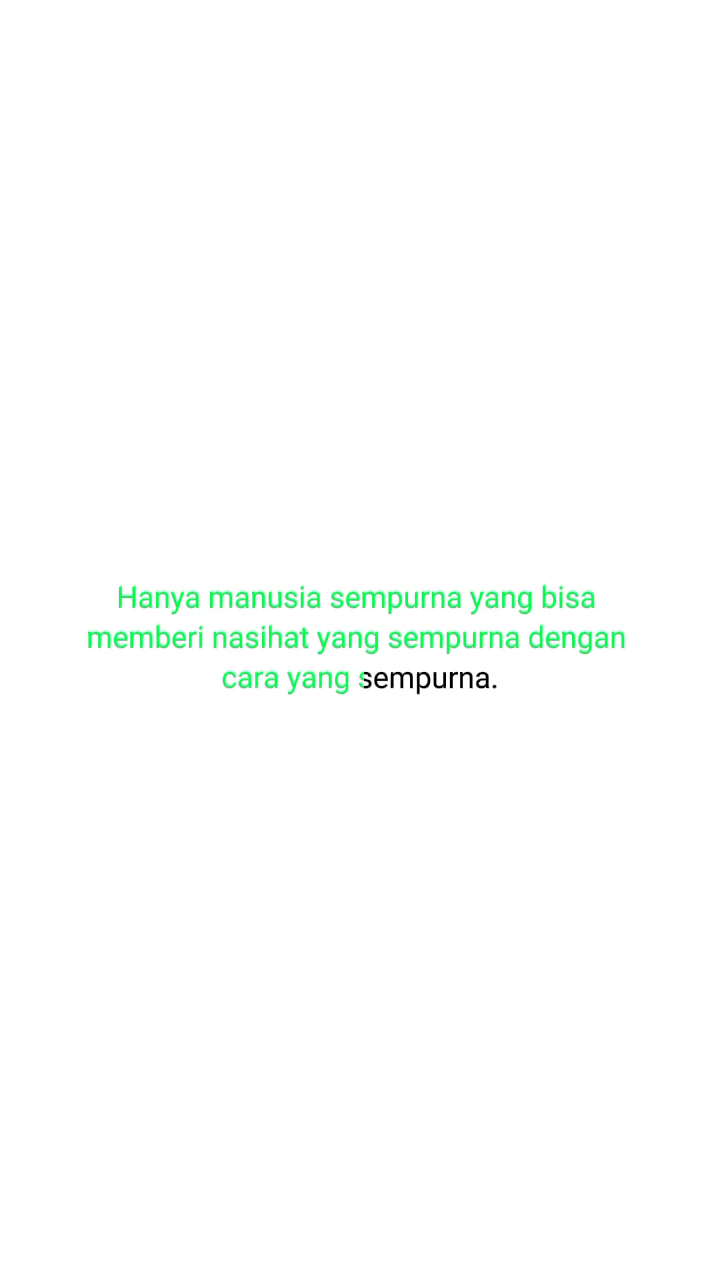 Hanya manusia sempurna yang bisa
memberi nasihat yang sempurna dengan
cara yang sempurna.